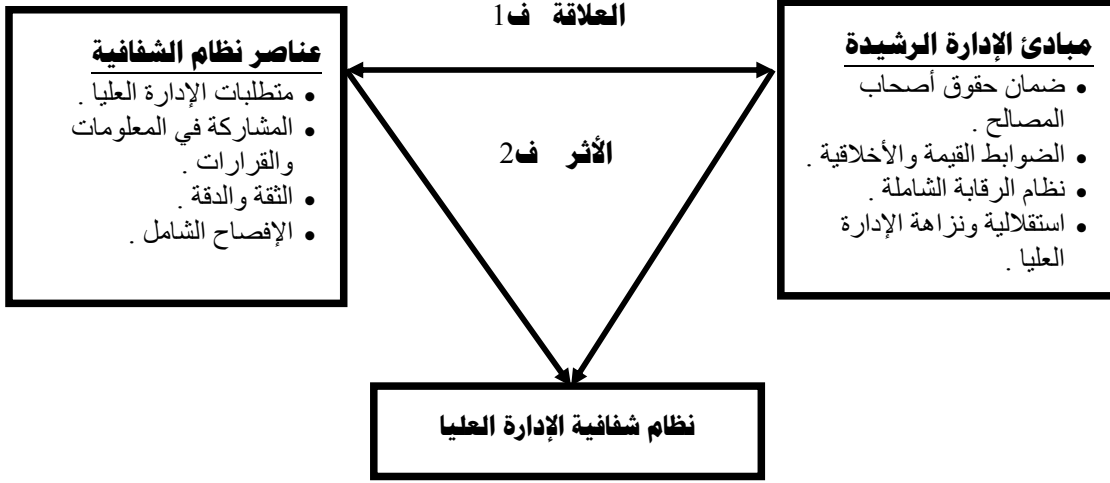 العلاقة ف1
مبادئ الإدارة الرشيدة
• ضمان حقوق أصحاب
المصالح .
• الضوابط القيمة والأخلاقية .
• نظام الرقابة الشاملة .
• استقلالية ونزاهة الإدارة
العليا .
عناصر نظام الشفافية
• متطلبات الإدارة العليا .
• المشاركة في المعلومات
والقرارات .
• الثقة والدقة .
• الإفصاح الشامل .
الأثر ف2
نظام شفافية الإدارة العليا